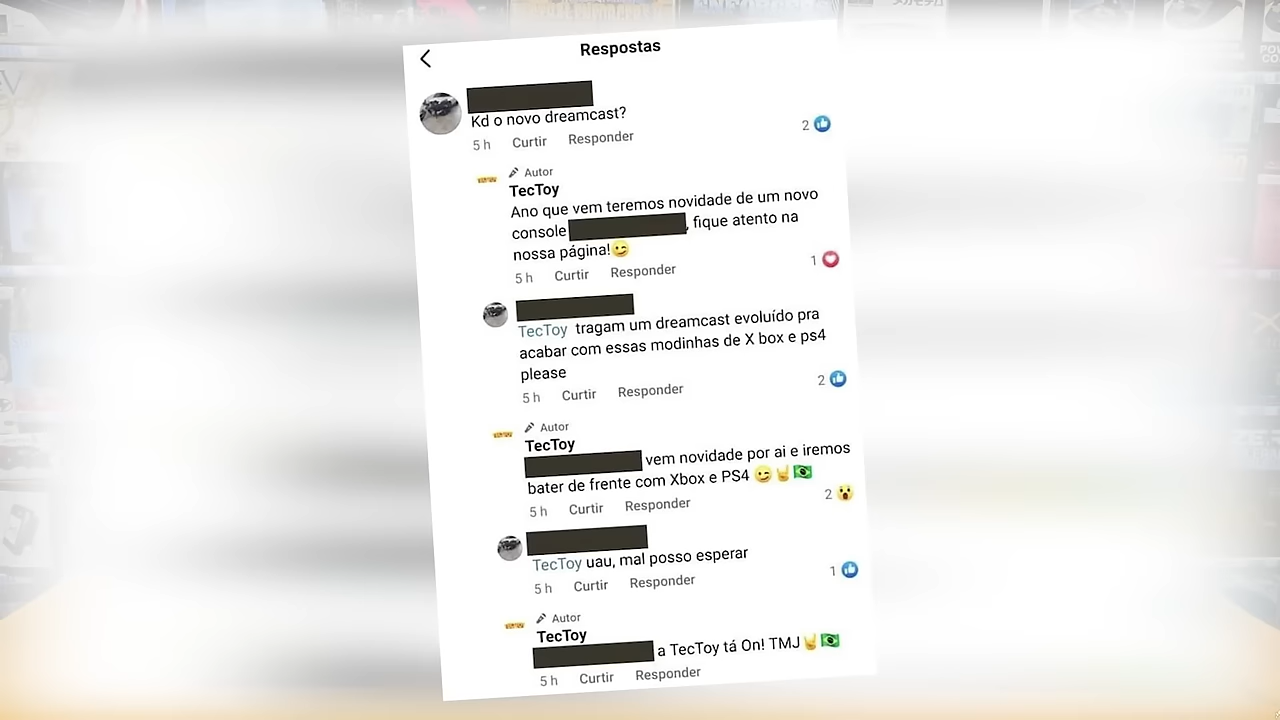 Respostas
Kd o novo dreamcast?
5 h Curtir Responder 2
Autor
TecToy
Ano que vem teremos novidade de um novo
console , fique atento na
nossa página!😉
5 h Curtir Responder 1
TecToy tragam um dreamcast evoluído pra
acabar com essas modinhas de X box e ps4
please
5 h Curtir Responder 2
Autor
TecToy
vem novidade por ai e iremos
bater de frente com Xbox e PS4 😉🤘🇧🇷
5 h Curtir Responder 2
TecToy uau, mal posso esperar
5 h Curtir Responder 1
Autor
TecToy
a TecToy tá On! TMJ🤘🇧🇷
5 h Curtir Responder